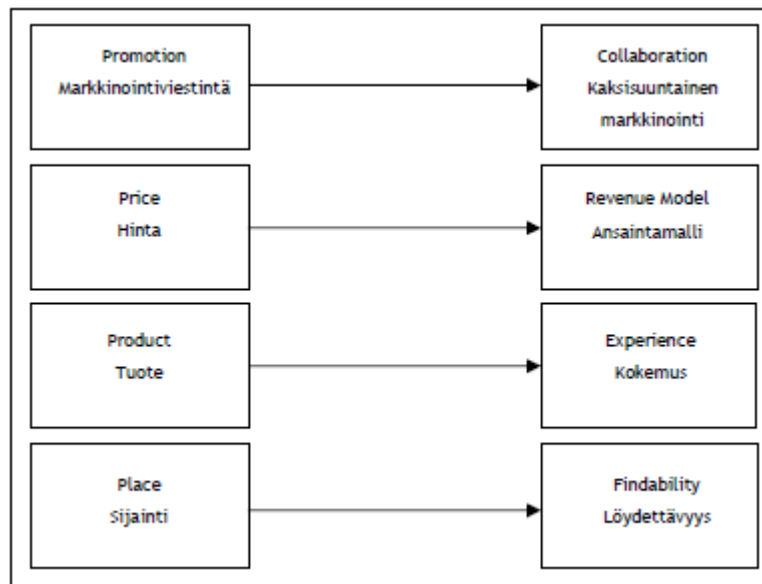 Promotion
Markkinointiviestintä
Collaboration
Kaksisuuntainen
markkinointi
Price
Hinta
Revenue Model
Ansaintamalli
Product
Tuote
Experience
Kokemus
Place
Sijainti
Findability
Löydettävyys